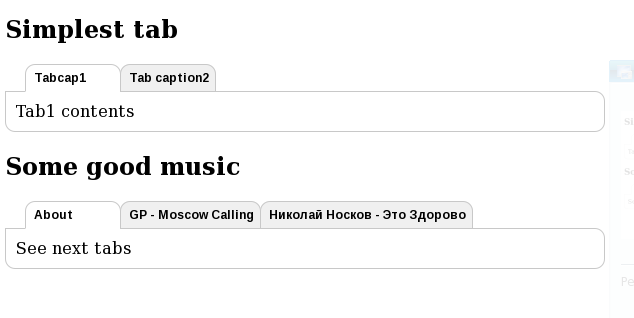 Simplest tab
Tabcap1 Tab caption2
Tab1 contents
Some good music
About GP - Moscow Calling Николай Носков - Это Здорово
See next tabs